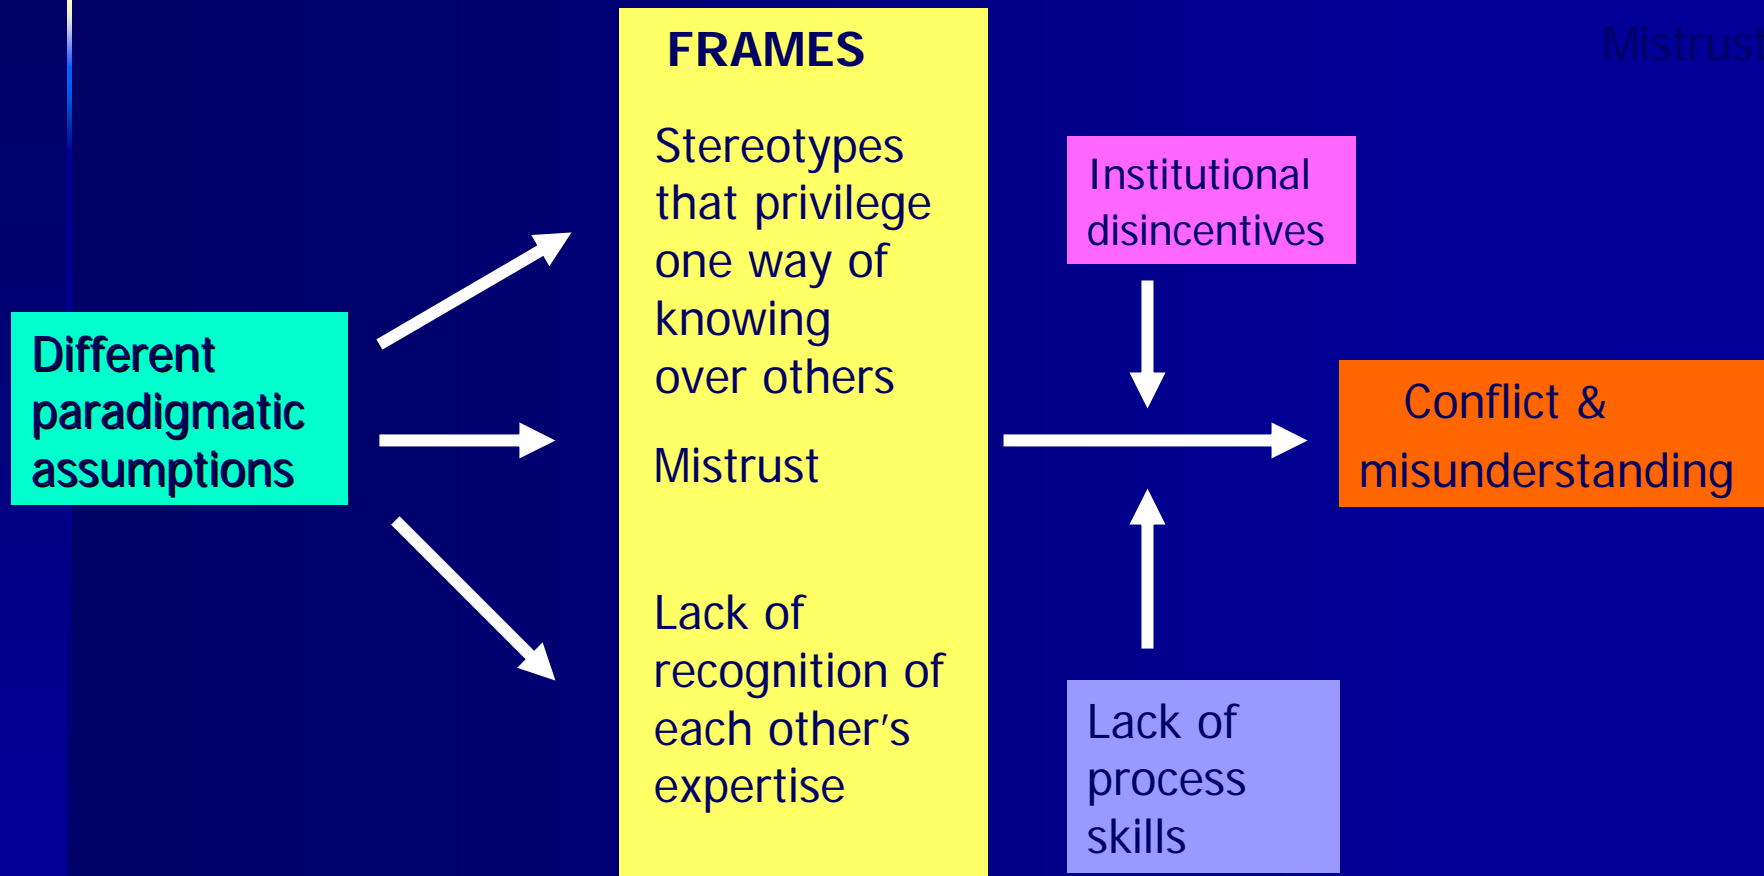 Mistrust
FRAMES
Stereotypes
that privilege
one way of
knowing
over others
Mistrust
Lack of
recognition of
each other's
expertise
Different
paradigmatic
assumptions
Institutional
disincentives
Lack of
process
skills
Conflict &
misunderstanding